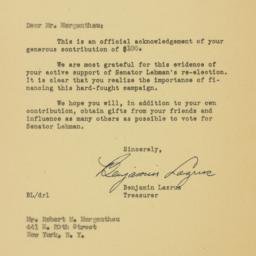 Dear Mr. Morgenthau:
This is an official acknowledgement of your
generous contribution of $100.
We are most grateful for this evidence of
your active support of Senator Lehman's re-election.
It is clear that you realize the importance of fi-
nancing this hard-fought campaign.
We hope you will, in addition to your own
contribution, obtain gifts from your friends and
influence as many others as possible to vote for
Senator Lehman.
Sincerely,
Benjamin Lazrus
Benjamin Lazrus
BL/drl Treasurer
Mr. Robert M. Morgenthau
441 E. 20th Street
New York, N. Y.